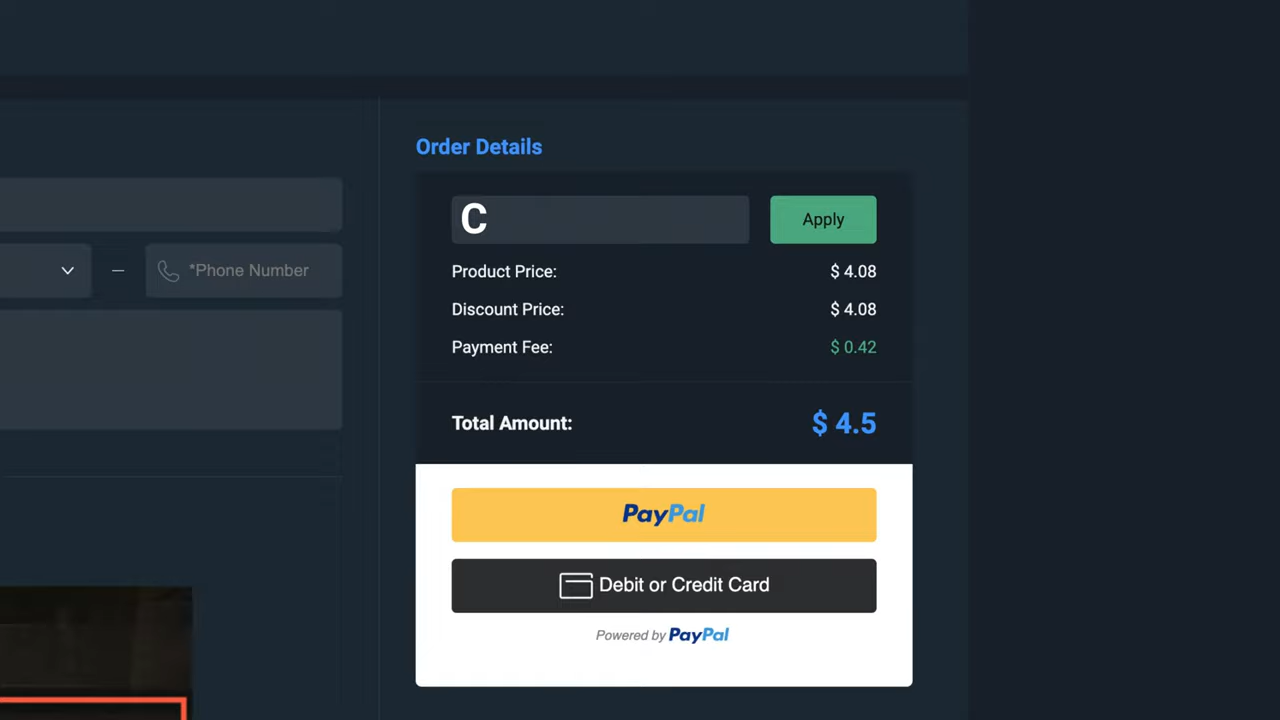 Order Details
C
Apply
*Phone Number
Product Price:
$ 4.08
Discount Price:
$ 4.08
Payment Fee:
$ 0.42
Total Amount:
$ 4.5
PayPal
Debit or Credit Card
Powered by PayPal